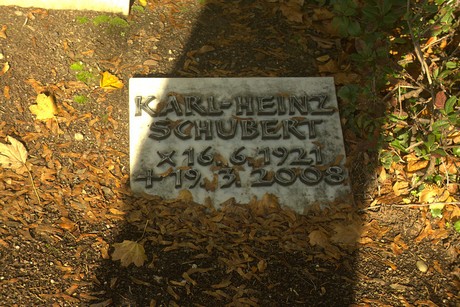 KARL-HEINZ
SCHUBERT
× 16. 6. 1921
+ 19. 3. 2008